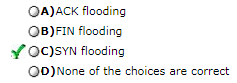 A)ACK flooding
B)FIN flooding
C)SYN flooding
D)None of the choices are correct